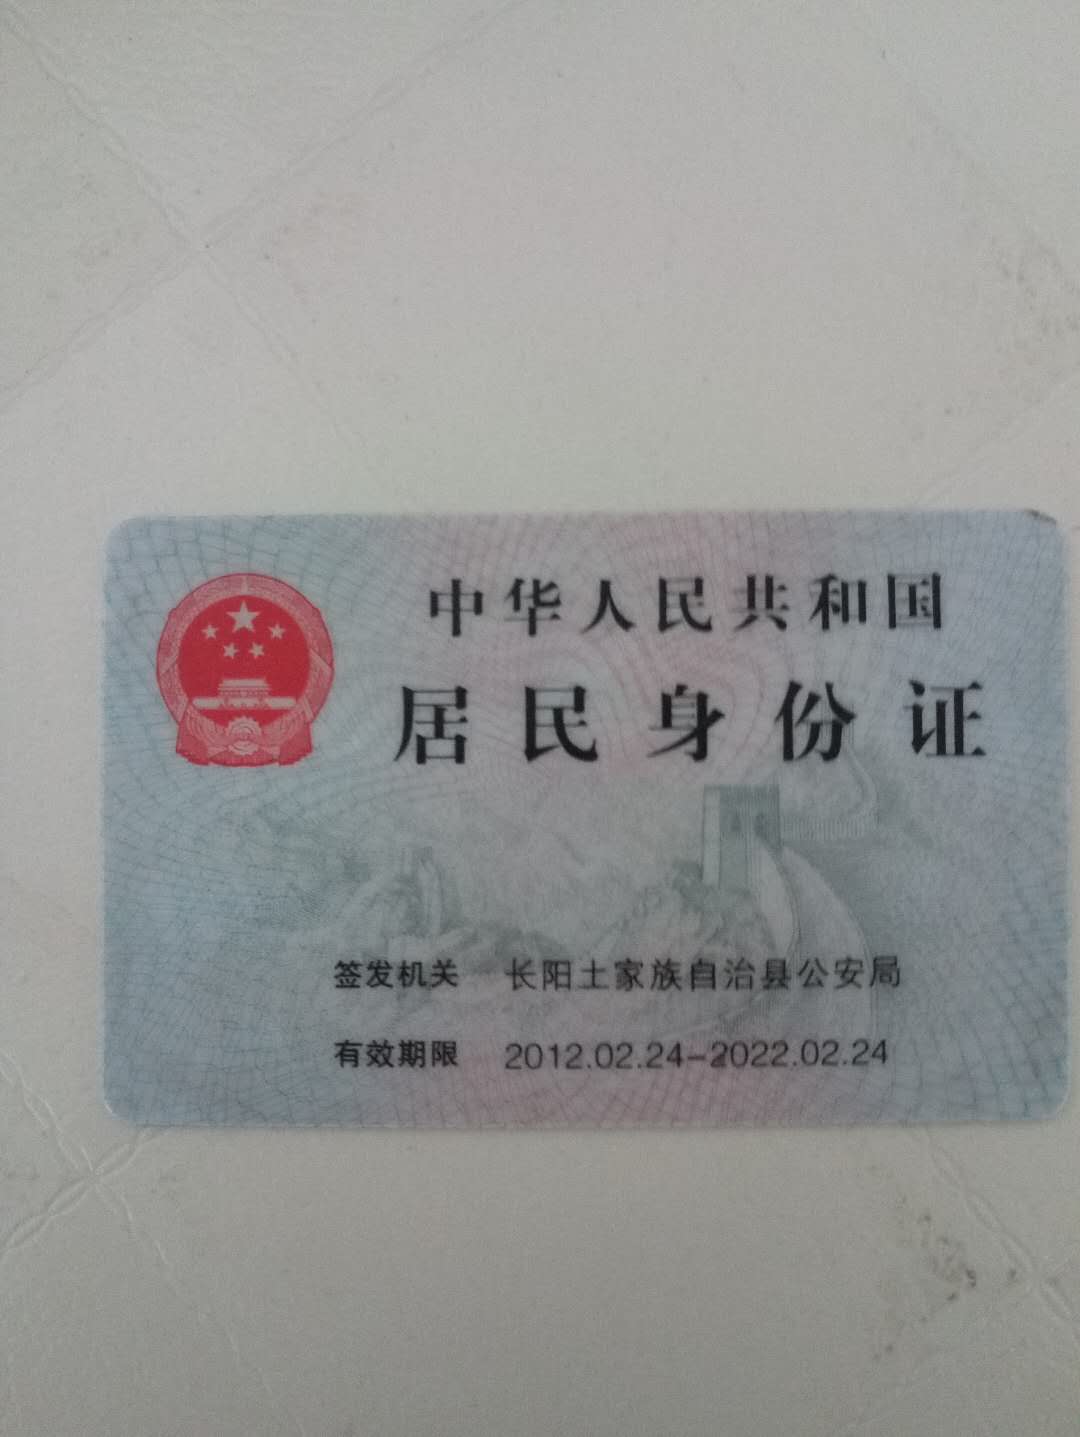 中华人民共和国
居民身份证
签发机关 长阳土家族自治县公安局
有效期限 2012.02.24-2022.02.24